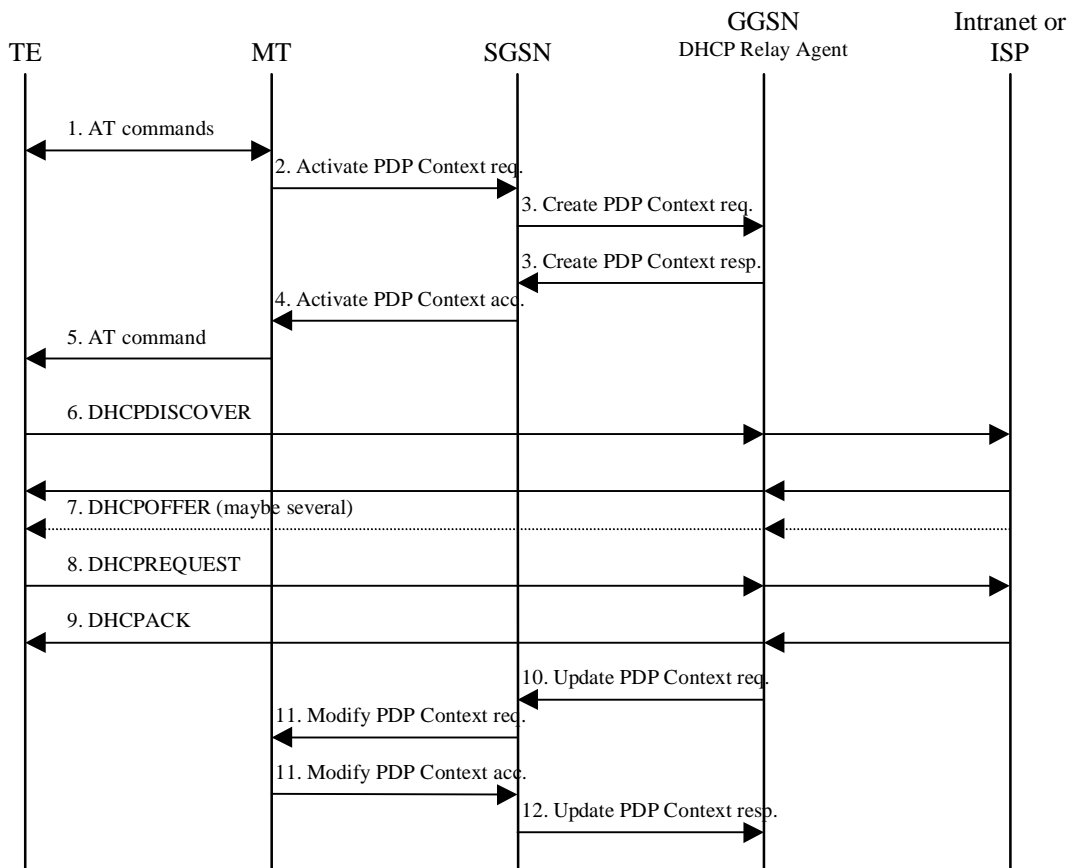 TE
MT
SGSN
GGSN
DHCP Relay Agent
Intranet or
ISP
1. AT commands
2. Activate PDP Context req.
3. Create PDP Context req.
3. Create PDP Context resp.
4. Activate PDP Context acc.
5. AT command
6. DHCPDISCOVER
7. DHCPOFFER (maybe several)
8. DHCPREQUEST
9. DHCPACK
10. Update PDP Context req.
11. Modify PDP Context req.
11. Modify PDP Context acc.
12. Update PDP Context resp.